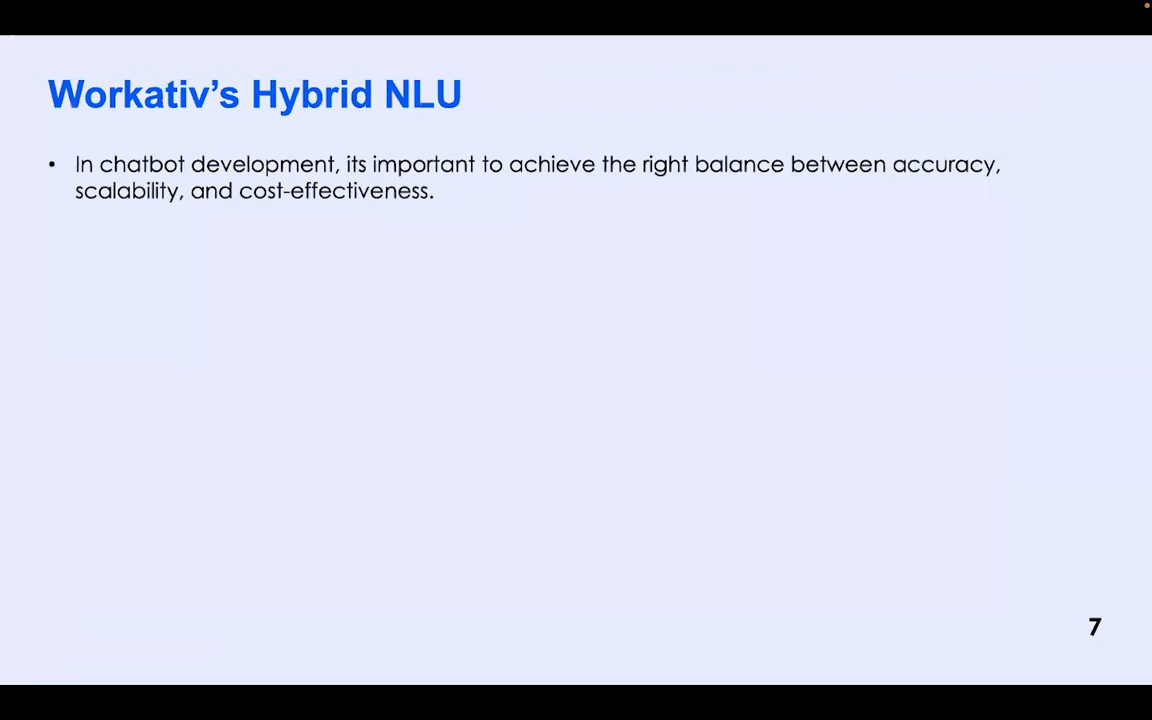 Workativ’s Hybrid NLU
• In chatbot development, its important to achieve the right balance between accuracy,
scalability, and cost-effectiveness.
7